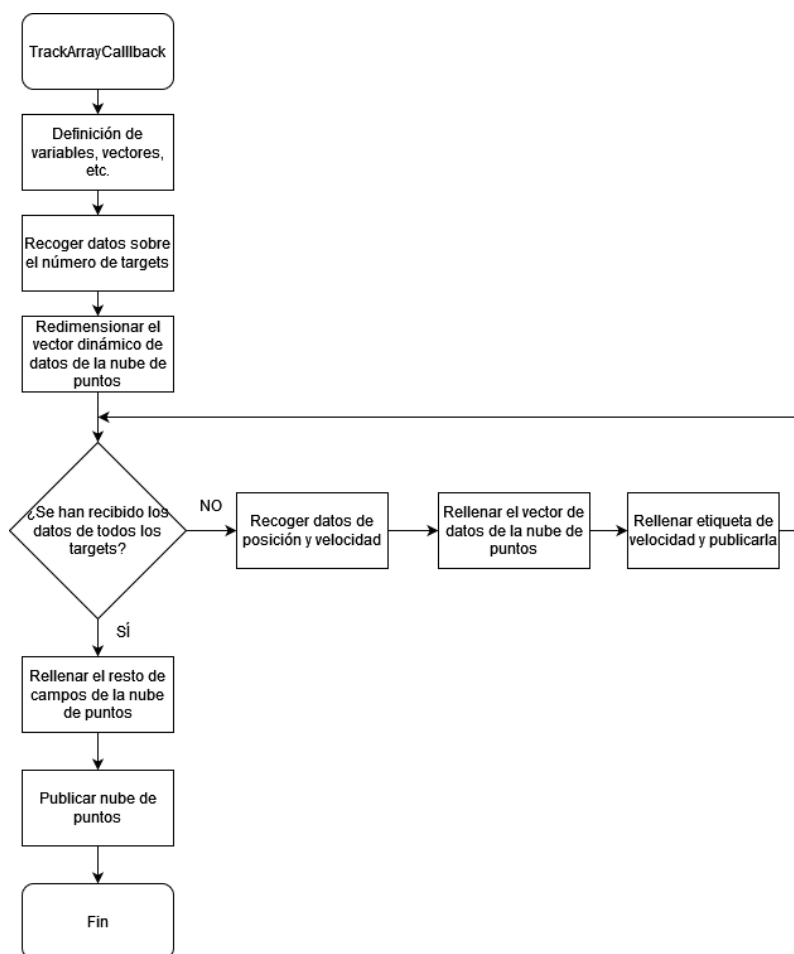 TrackArrayCalllback
Definición de
variables, vectores,
etc.
Recoger datos sobre
el número de targets
Redimensionar el
vector dinámico de
datos de la nube de
puntos
¿Se han recibido los
datos de todos los
targets?
NO
Recoger datos de
posición y velocidad
Rellenar el vector de
datos de la nube de
puntos
Rellenar etiqueta de
velocidad y publicarla
SÍ
Rellenar el resto de
campos de la nube
de puntos
Publicar nube de
puntos
Fin